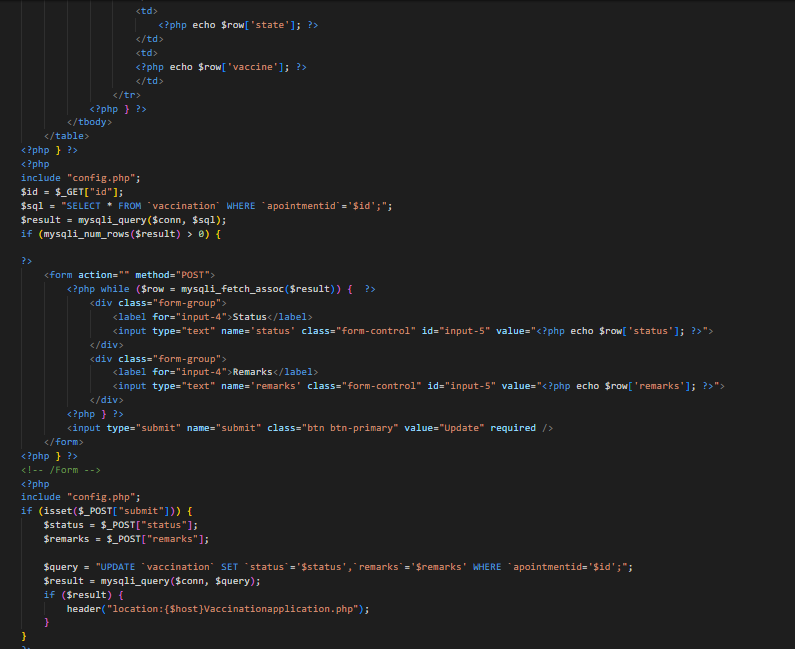 <td>
<?php echo $row['state']; ?>
</td>
<td>
<?php echo $row['vaccine']; ?>
</td>
</tr>
<?php } ?>
</tbody>
</table>
<?php } ?>
<?php
include "config.php";
$id = $_GET["id"];
$sql = "SELECT * FROM `vaccination` WHERE `apointmentid`='$id';";
$result = mysqli_query($conn, $sql);
if (mysqli_num_rows($result) > 0) {
?>
<form action="" method="POST">
<?php while ($row = mysqli_fetch_assoc($result)) {  ?>
<div class="form-group">
<label for="input-4">Status</label>
<input type="text" name='status' class="form-control" id="input-5" value="<?php echo $row['status']; ?>">
</div>
<div class="form-group">
<label for="input-4">Remarks</label>
<input type="text" name='remarks' class="form-control" id="input-5" value="<?php echo $row['remarks']; ?>">
</div>
<?php } ?>
<input type="submit" name="submit" class="btn btn-primary" value="Update" required />
</form>
<?php } ?>
<!-- /Form -->
<?php
include "config.php";
if (isset($_POST["submit"])) {
$status = $_POST["status"];
$remarks = $_POST["remarks"];
$query = "UPDATE `vaccination` SET `status`='$status',`remarks`='$remarks' WHERE `apointmentid='$id';";
$result = mysqli_query($conn, $query);
if ($result) {
header("location:{$host}Vaccinationapplication.php");
}
}